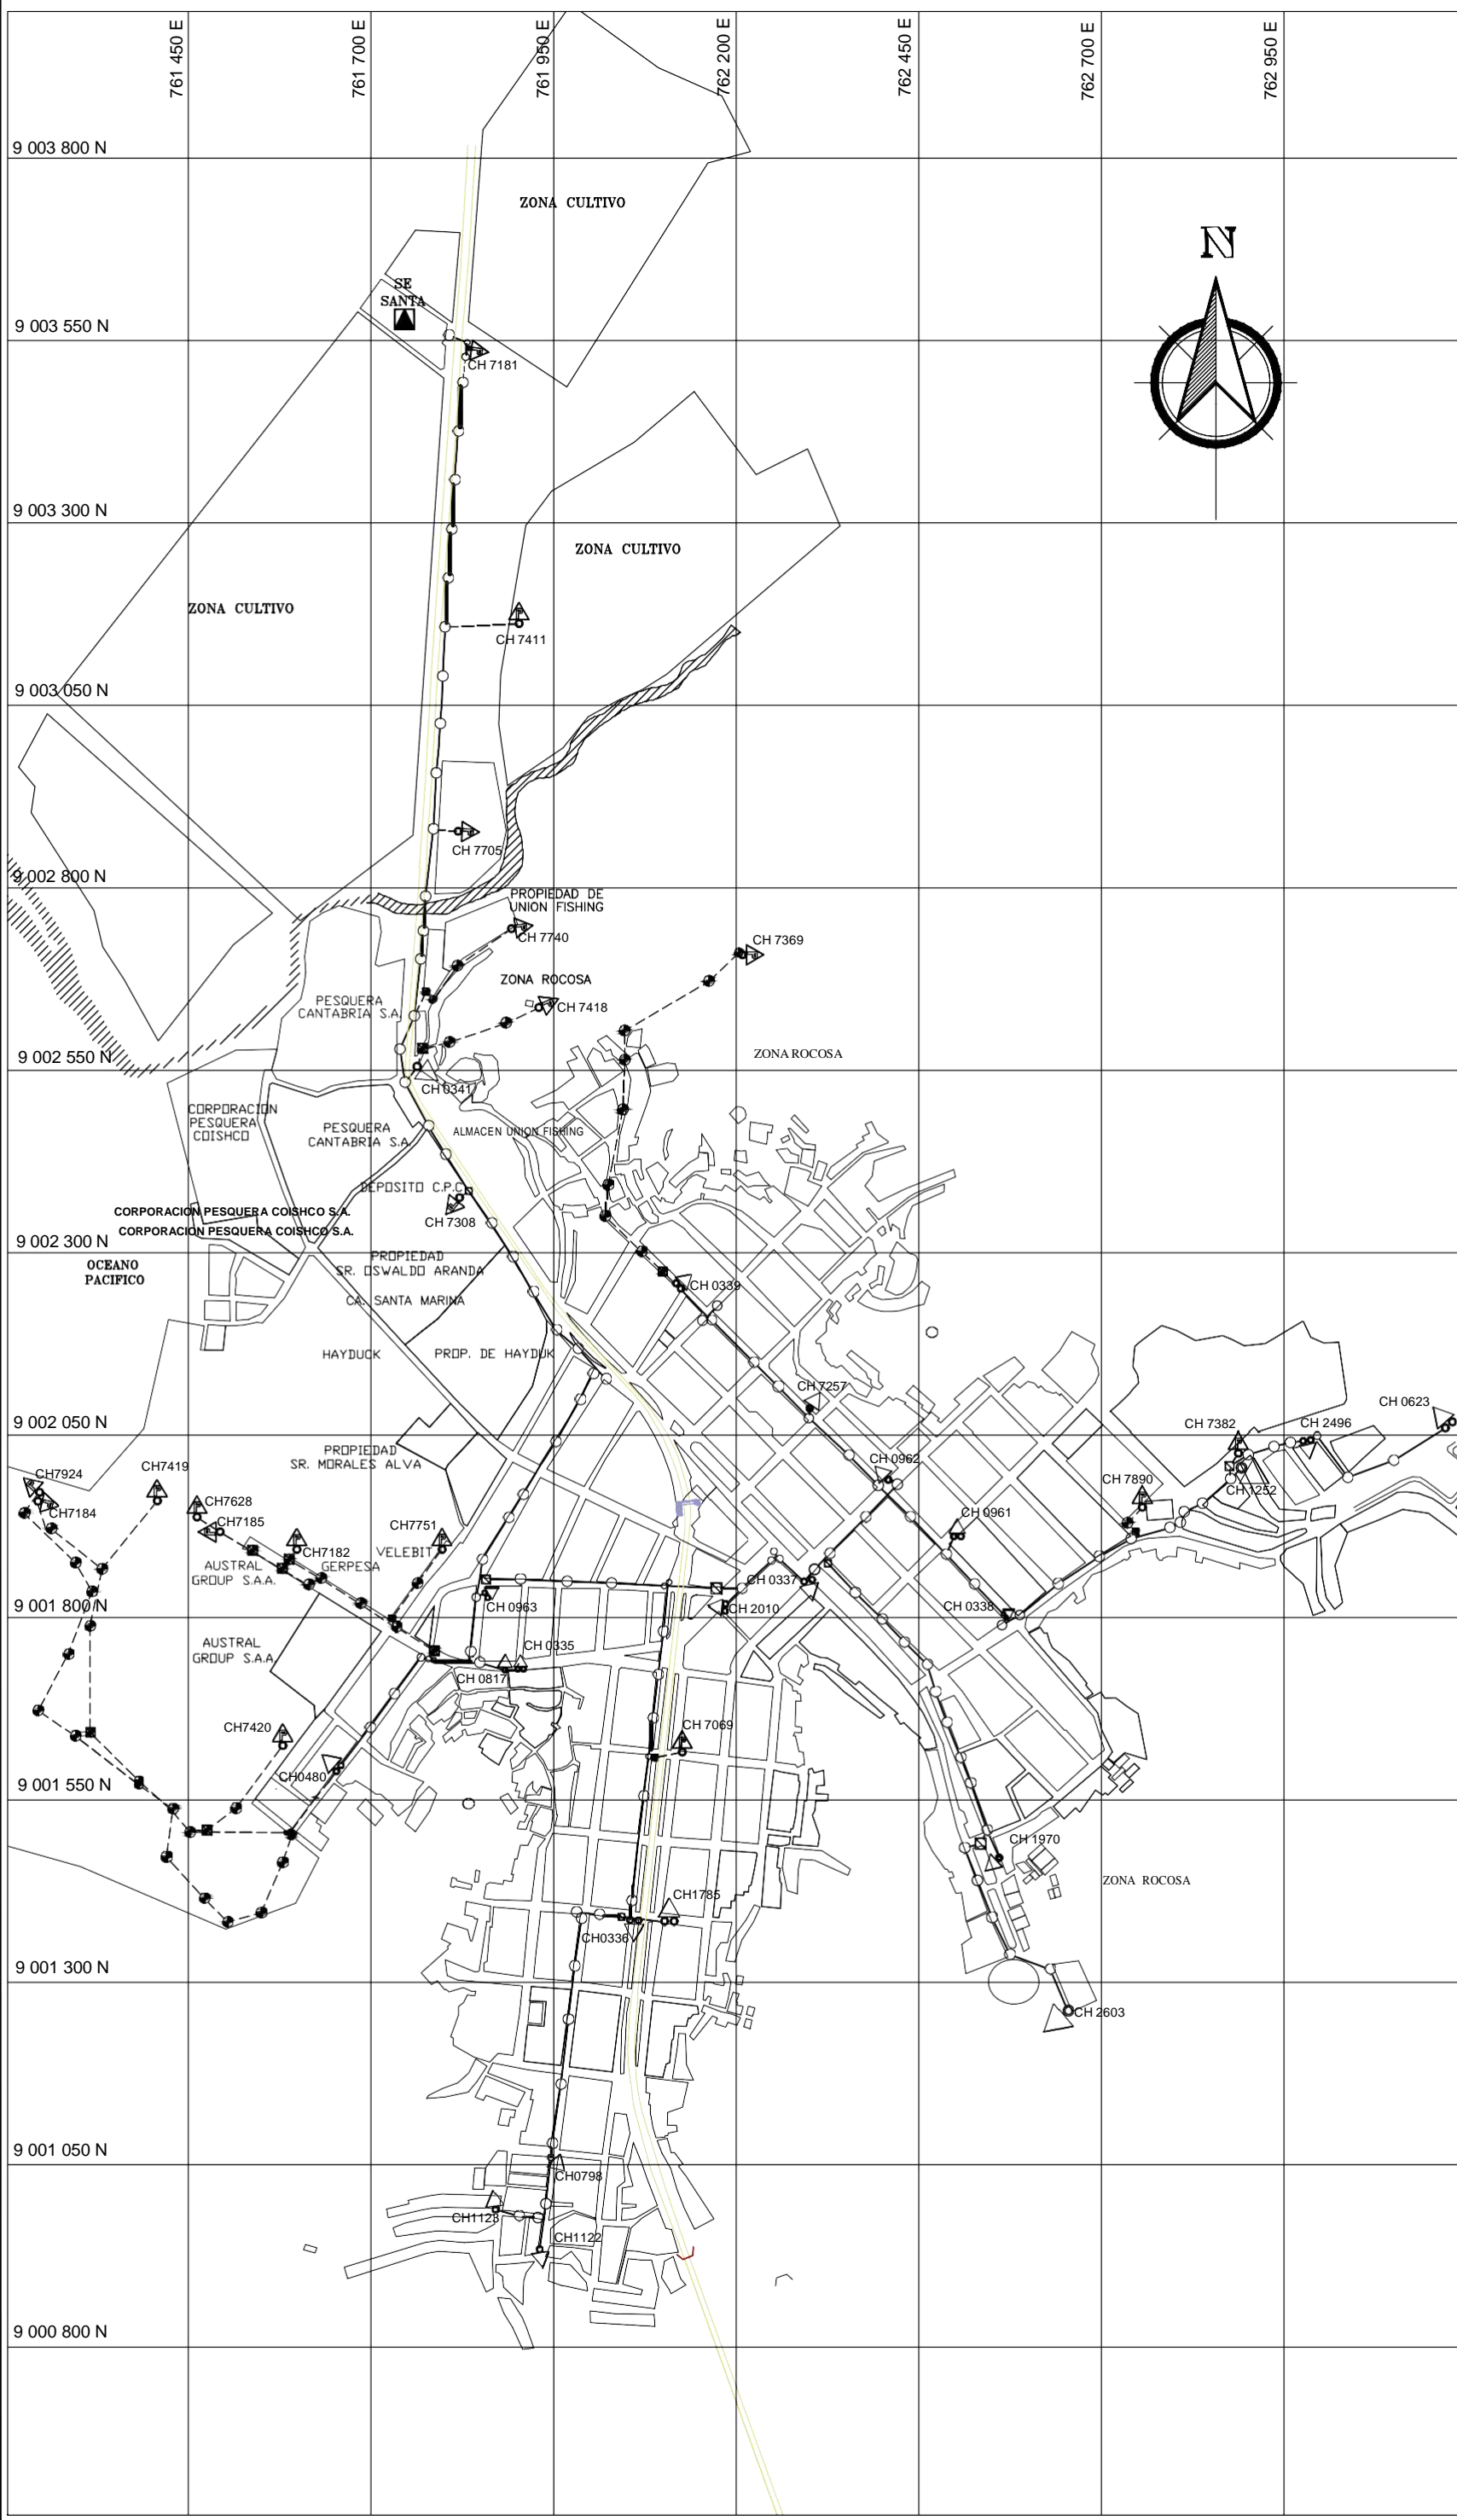 761 450 E
761 700 E
761 950 E
762 200 E
762 450 E
762 700 E
762 950 E
9 003 800 N
ZONA CULTIVO
N
SE
SANTA
9 003 550 N
CH 7181
9 003 300 N
ZONA CULTIVO
ZONA CULTIVO
CH 7411
9 003 050 N
CH 7705
9 002 800 N
PROPIEDAD DE
UNION FISHING
CH 7740
CH 7369
ZONA ROCOSA
PESQUERA
CANTABRIA S.A.
CH 7418
9 002 550 N
ZONA ROCOSA
CH 0341
CORPORACION
PESQUERA
COISHCO
PESQUERA
CANTABRIA S.A.
ALMACEN UNION FISHING
DEPOSITO C.P.C.
CORPORACION PESQUERA COISHCO S.A.
CH 7308
CORPORACION PESQUERA COISHCO S.A.
9 002 300 N
OCEANO
PACIFICO
PROPIEDAD
SR. OSWALDO ARANDA
CH 0339
CA. SANTA MARINA
HAYDUCK
PROP. DE HAYDUK
CH 7257
CH 0623
9 002 050 N
CH 7382
CH 2496
PROPIEDAD
SR. MORALES ALVA
CH7924
CH7419
CH 0962
CH 7890
CH 1252
CH7628
CH7184
CH7185
CH 0961
CH7751
VELEBIT
CH7182
GERPESA
AUSTRAL
GROUP S.A.A.
CH 0337
9 001 800 N
CH 0963
CH 2010
CH 0338
AUSTRAL
GROUP S.A.A.
CH 0335
CH 0817
CH7420
CH 7069
CH0480
9 001 550 N
CH 1970
ZONA ROCOSA
CH1785
CH0336
9 001 300 N
CH 2603
9 001 050 N
CH0798
CH1123
CH1122
9 000 800 N